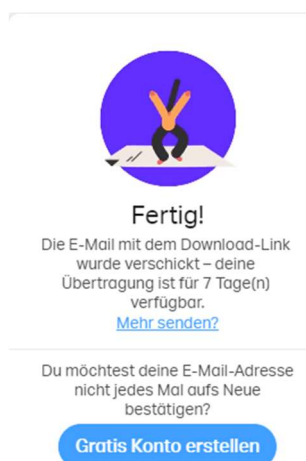 Fertig!
Die E-Mail mit dem Download-Link
wurde verschickt – deine
Übertragung ist für 7 Tage(n)
verfügbar.
Mehr senden?
Du möchtest deine E-Mail-Adresse
nicht jedes Mal aufs Neue
bestätigen?
Gratis Konto erstellen